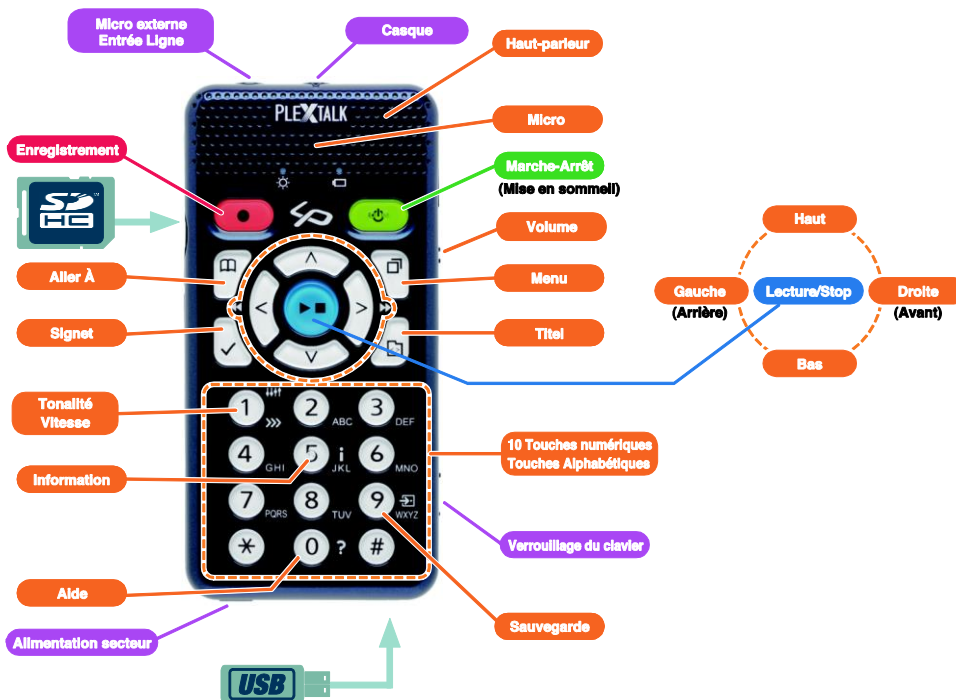 Micro externe
Entrée Ligne
Casque
Haut-parleur
PLEXTALK
Micro
Enregistrement
Marche-Arrêt
(Mise en sommeil)
SD
HC
Volume
Haut
Aller À
Menu
Gauche
(Arrière)
Lecture/Stop
Droite
(Avant)
Signet
Titel
Bas
Tonalité
Vitesse
1
2 ABC
3 DEF
10 Touches numériques
Touches Alphabétiques
4 GHI
5 i JKL
6 MNO
Information
7 PQRS
8 TUV
9 WXYZ
Verrouillage du clavier
*
0 ?
#
Aide
Sauvegarde
Alimentation secteur
USB